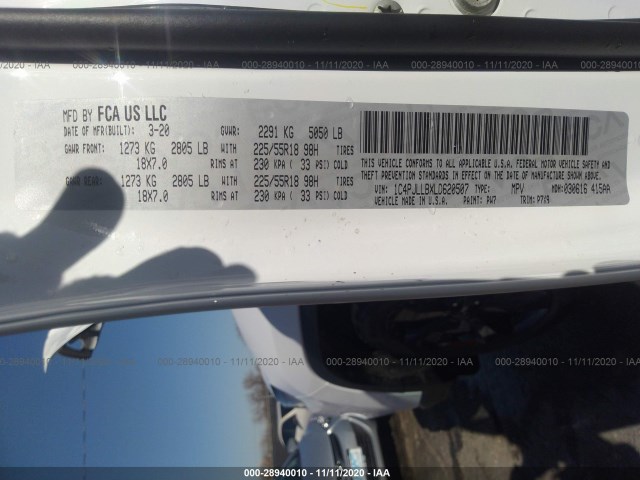 000-28940010 - 11/11/2020 - IAA
MFD BY FCA US LLC
DATE OF MFR(BUILT): 3-20 GVWR: 2291 KG 5050 LB
GAWR FRONT: 1273 KG 2805 LB WITH 225/55R18 98H TIRES
18X7.0 RIMS AT 230 KPA ( 33 PSI) COLD
GAWR REAR: 1273 KG 2805 LB WITH 225/55R18 98H TIRES
18X7.0 RIMS AT 230 KPA ( 33 PSI) COLD
THIS VEHICLE CONFORMS TO ALL APPLICABLE U.S.A. FEDERAL MOTOR VEHICLE SAFETY AND
THEFT PREVENTION STANDARDS IN EFFECT ON THE DATE OF MANUFACTURE SHOWN ABOVE.
VIN: 1C4PJLLBXLD620507 TYPE: MPV MDH:030616 415AA
VEHICLE MADE IN U.S.A. PAINT: PW7 TRIM: P7X9
000-28940010 - 11/11/2020 - IAA
000-28940010 - 11/11/2020 - IAA